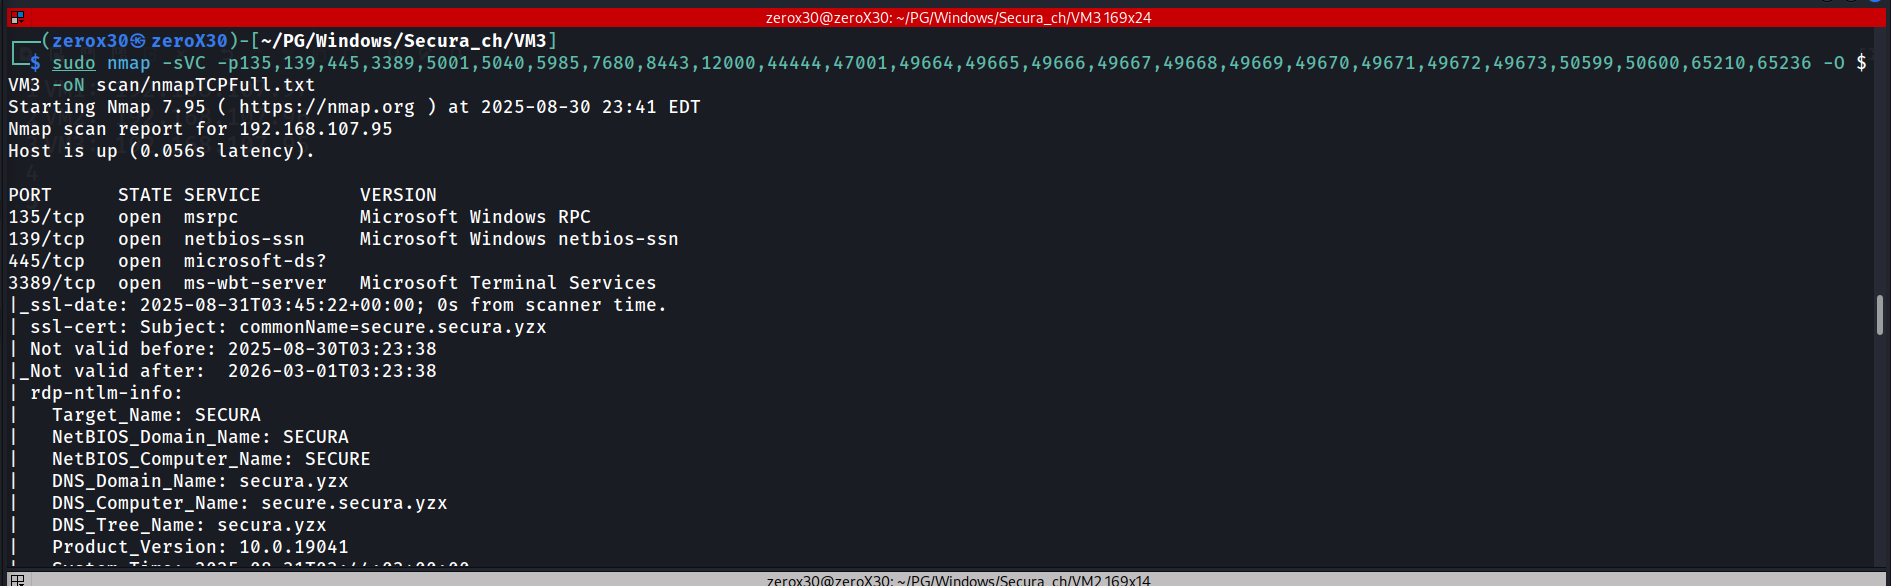 zerox30@zeroX30: ~/PG/Windows/Secura_ch/VM3 169x24
┌──(zerox30㉿zeroX30)-[~/PG/Windows/Secura_ch/VM3]
└─$ sudo nmap -sVC -p135,139,445,3389,5001,5040,5985,7680,8443,12000,44444,47001,49664,49665,49666,49667,49668,49669,49670,49671,49672,49673,50599,50600,65210,65236 -O $
VM3 -oN scan/nmapTCPFull.txt
Starting Nmap 7.95 ( https://nmap.org ) at 2025-08-30 23:41 EDT
Nmap scan report for 192.168.107.95
Host is up (0.056s latency).
PORT      STATE SERVICE         VERSION
135/tcp   open  msrpc           Microsoft Windows RPC
139/tcp   open  netbios-ssn     Microsoft Windows netbios-ssn
445/tcp   open  microsoft-ds?
3389/tcp  open  ms-wbt-server   Microsoft Terminal Services
|_ssl-date: 2025-08-31T03:45:22+00:00; 0s from scanner time.
| ssl-cert: Subject: commonName=secure.secura.yzx
| Not valid before: 2025-08-30T03:23:38
|_Not valid after:  2026-03-01T03:23:38
| rdp-ntlm-info:
|   Target_Name: SECURA
|   NetBIOS_Domain_Name: SECURA
|   NetBIOS_Computer_Name: SECURE
|   DNS_Domain_Name: secura.yzx
|   DNS_Computer_Name: secure.secura.yzx
|   DNS_Tree_Name: secura.yzx
|   Product_Version: 10.0.19041
zerox30@zeroX30: ~/PG/Windows/Secura_ch/VM2 169x14